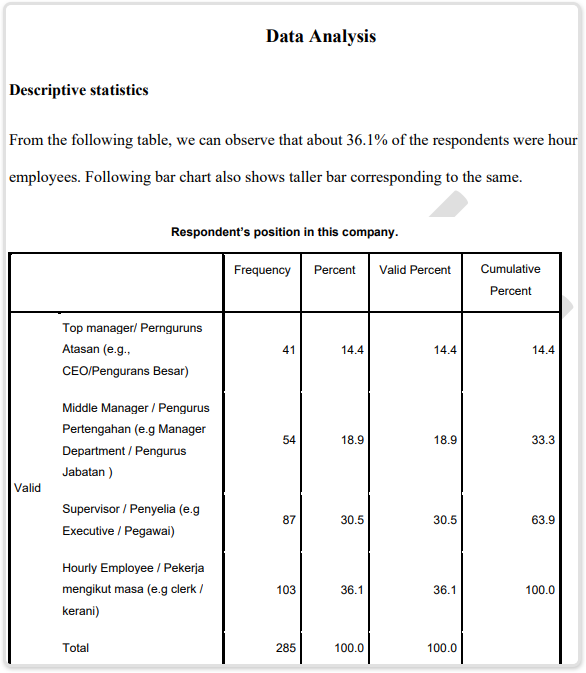 Data Analysis
Descriptive statistics
From the following table, we can observe that about 36.1% of the respondents were hour
employees. Following bar chart also shows taller bar corresponding to the same.
Respondent's position in this company.
Frequency Percent Valid Percent Cumulative
Percent
Top manager/ Pernguruns
Atasan (e.g., 41 14.4 14.4 14.4
CEO/Pengurans Besar)
Middle Manager / Pengurus
Pertengahan (e.g Manager 54 18.9 18.9 33.3
Department / Pengurus
Jabatan )
Valid
Supervisor / Penyelia (e.g 87 30.5 30.5 63.9
Executive / Pegawai)
Hourly Employee / Pekerja
mengikut masa (e.g clerk / 103 36.1 36.1 100.0
kerani)
Total 285 100.0 100.0